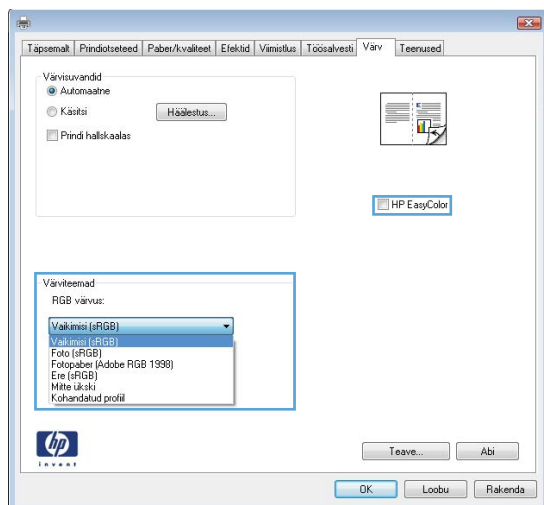 Täpsemalt Prindiotseteed Paber/kvaliteet Efektid Viimistlus Töösalvesti Värv Teenused
Värvisuvandid
Automaatne
Käsitsi Häälestus...
Prindi hallskaalas
HP EasyColor
Värviteemad
RGB värvus:
Vaikimisi (sRGB)
Vaikimisi (sRGB)
Foto (sRGB)
Fotopaber (Adobe RGB 1998)
Ere (sRGB)
Mitte ükski
Kohandatud profiil
hp
invent
Teave... Abi
OK Loobu Rakenda